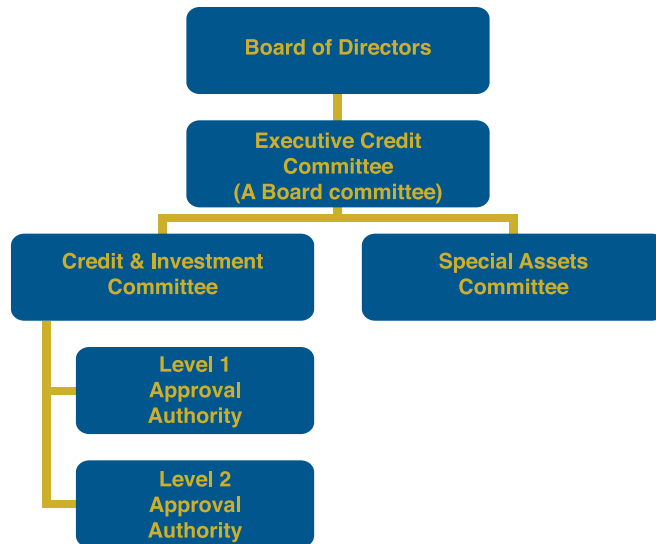 Board of Directors
Executive Credit
Committee
(A Board committee)
Credit & Investment
Committee
Special Assets
Committee
Level 1
Approval
Authority
Level 2
Approval
Authority